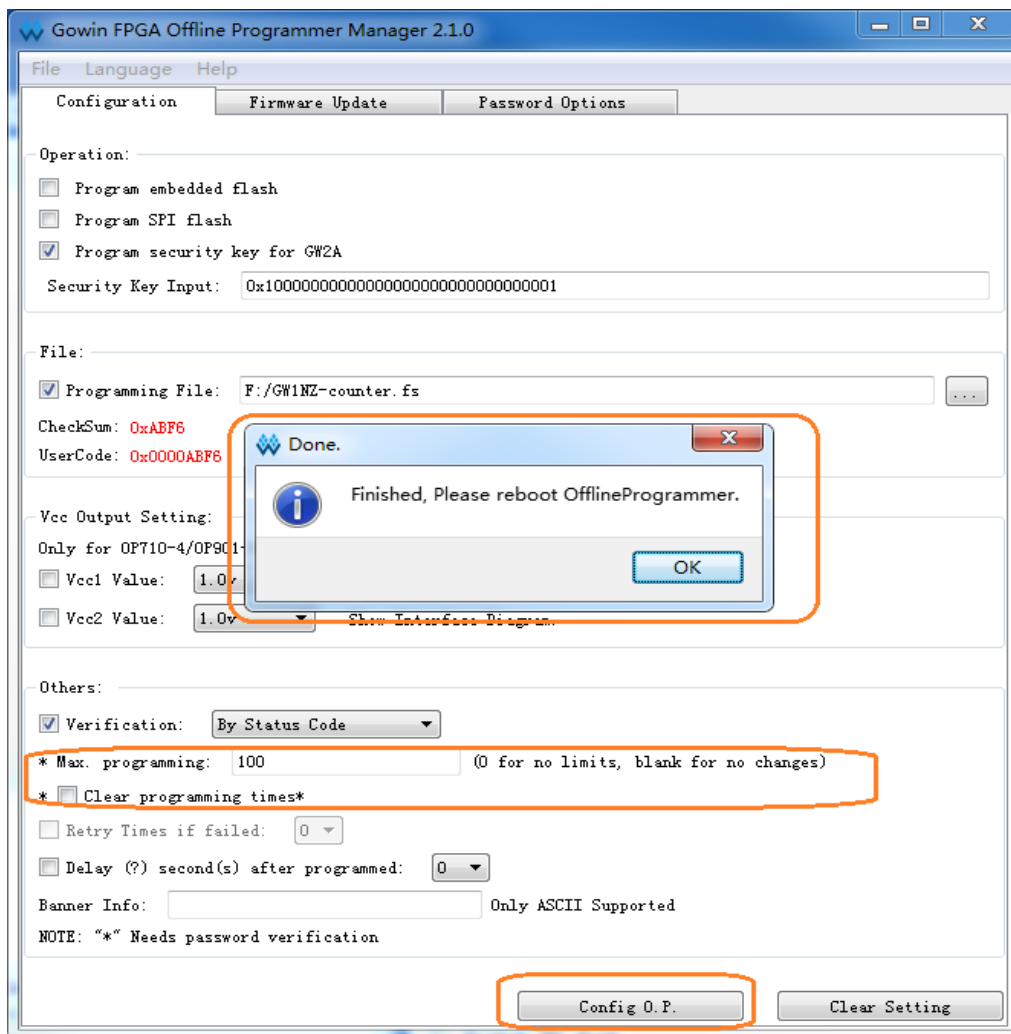 Gowin FPGA Offline Programmer Manager 2.1.0
File Language Help
Configuration Firmware Update Password Options
Operation:
Program embedded flash
Program SPI flash
Program security key for GW2A
Security Key Input:
File:
Programming File: F:/GW1NZ-counter.fs ...
CheckSum: 0xABF6
UserCode: 0x0000ABF6
Done.
Finished, Please reboot OfflineProgrammer.
OK
Vcc Output Setting:
Only for OP710-4/OP901-
Vcc1 Value: 1.0v
Vcc2 Value: 1.0v Show Interface Diagram.
Others:
Verification: By Status Code
* Max. programming: 100 (0 for no limits, blank for no changes)
* Clear programming times*
Retry Times if failed: 0
Delay (?) second(s) after programmed: 0
Banner Info: Only ASCII Supported
NOTE: "*" Needs password verification
Config O.P. Clear Setting